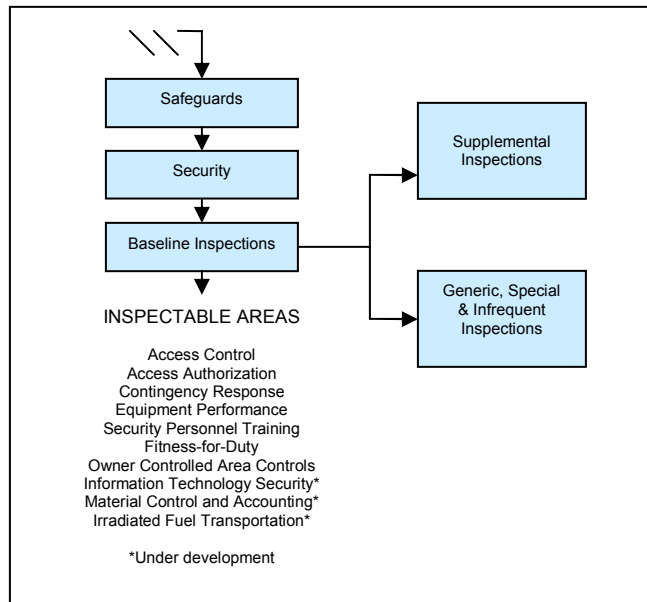 Safeguards
Security
Baseline Inspections
Supplemental
Inspections
Generic, Special
& Infrequent
Inspections
INSPECTABLE AREAS
Access Control
Access Authorization
Contingency Response
Equipment Performance
Security Personnel Training
Fitness-for-Duty
Owner Controlled Area Controls
Information Technology Security*
Material Control and Accounting*
Irradiated Fuel Transportation*
*Under development